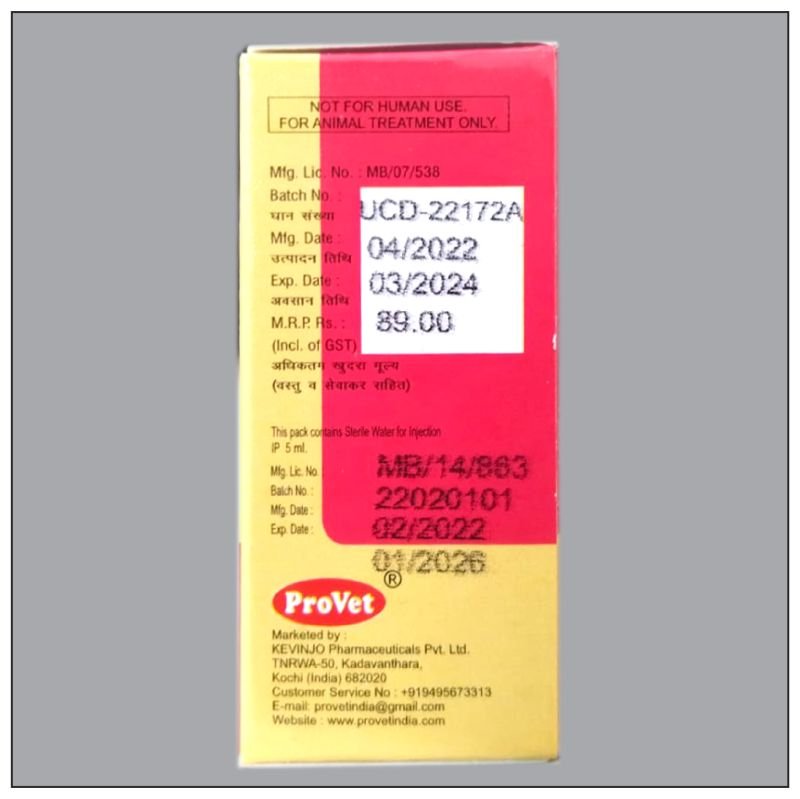 NOT FOR HUMAN USE.
FOR ANIMAL TREATMENT ONLY.
Mfg. Lic. No. : MB/07/538
Batch No. : UCD-22172A
घान संख्या
Mfg. Date : 04/2022
उत्पादन तिथि
Exp. Date : 03/2024
अवसान तिथि
M.R.P. Rs. : 89.00
(Incl. of GST)
अधिकतम खुदरा मूल्य
(वस्तु व सेवाकर सहित)
This pack contains Sterile Water for Injection
IP 5 ml.
Mfg. Lic. No. MB/14/863
Batch No. : 22020101
Mfg. Date : 02/2022
Exp. Date : 01/2026
ProVet ®
Marketed by :
KEVINJO Pharmaceuticals Pvt. Ltd.
TNRWA-50, Kadavanthara,
Kochi (India) 682020
Customer Service No : +919495673313
E-mail: provetindia@gmail.com
Website : www.provetindia.com